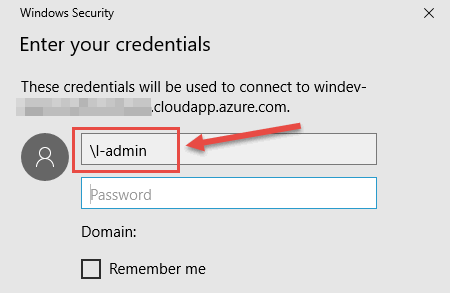 Windows Security
Enter your credentials
These credentials will be used to connect to windev-
.cloudapp.azure.com.
\l-admin
Password
Domain:
Remember me